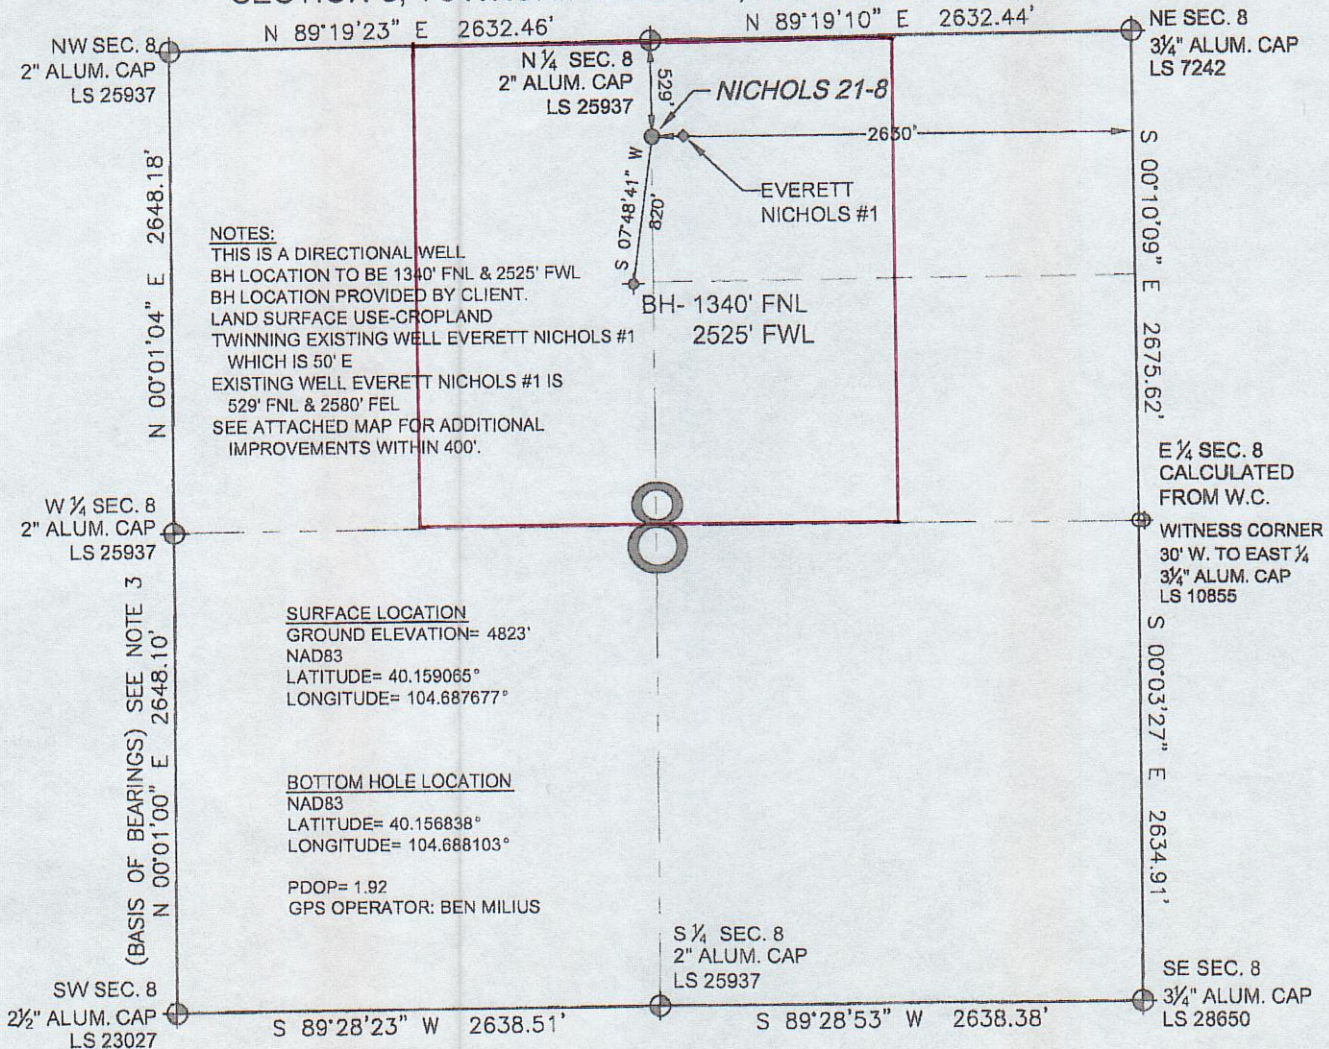 N 89°19'23" E 2632.46'
N 89°19'10" E 2632.44'
NW SEC. 8
2" ALUM. CAP
LS 25937
N ¼ SEC. 8
2" ALUM. CAP
LS 25937
NE SEC. 8
3¼" ALUM. CAP
LS 7242
529'
NICHOLS 21-8
2630'
EVERETT
NICHOLS #1
S 07°48'41" W
820'
BH- 1340' FNL
2525' FWL
N 00°01'04" E 2648.18'
S 00°10'09" E 2675.62'
NOTES:
THIS IS A DIRECTIONAL WELL
BH LOCATION TO BE 1340' FNL & 2525' FWL
BH LOCATION PROVIDED BY CLIENT.
LAND SURFACE USE-CROPLAND
TWINNING EXISTING WELL EVERETT NICHOLS #1
WHICH IS 50' E
EXISTING WELL EVERETT NICHOLS #1 IS
529' FNL & 2580' FEL
SEE ATTACHED MAP FOR ADDITIONAL
IMPROVEMENTS WITHIN 400'.
W ¼ SEC. 8
2" ALUM. CAP
LS 25937
E ¼ SEC. 8
CALCULATED
FROM W.C.
WITNESS CORNER
30' W. TO EAST ¼
3¼" ALUM. CAP
LS 10855
8
(BASIS OF BEARINGS) SEE NOTE 3
N 00°01'00" E 2648.10'
S 00°03'27" E 2634.91'
SURFACE LOCATION
GROUND ELEVATION= 4823'
NAD83
LATITUDE= 40.159065°
LONGITUDE= 104.687677°
BOTTOM HOLE LOCATION
NAD83
LATITUDE= 40.156838°
LONGITUDE= 104.688103°
PDOP= 1.92
GPS OPERATOR: BEN MILIUS
S ¼ SEC. 8
2" ALUM. CAP
LS 25937
SW SEC. 8
2½" ALUM. CAP
LS 23027
SE SEC. 8
3¼" ALUM. CAP
LS 28650
S 89°28'23" W 2638.51'
S 89°28'53" W 2638.38'